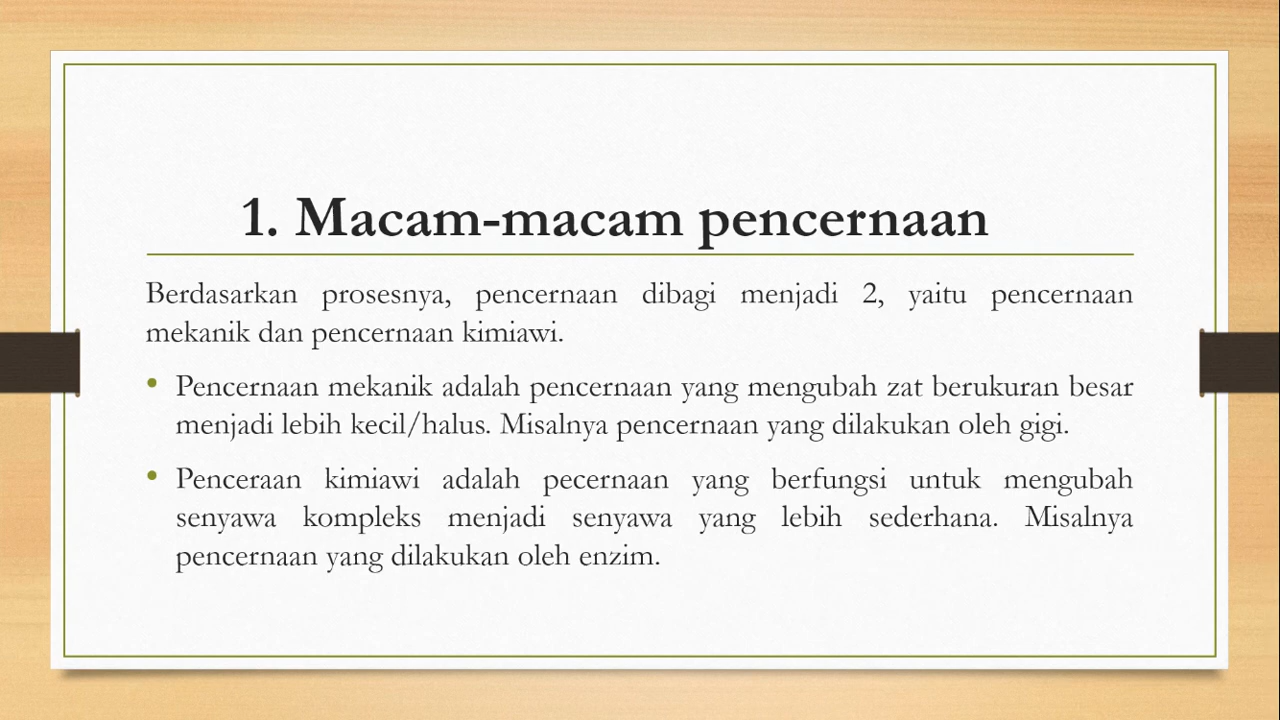 1. Macam-macam pencernaan
Berdasarkan prosesnya, pencernaan dibagi menjadi 2, yaitu pencernaan
mekanik dan pencernaan kimiawi.
• Pencernaan mekanik adalah pencernaan yang mengubah zat berukuran besar
menjadi lebih kecil/halus. Misalnya pencernaan yang dilakukan oleh gigi.
• Penceraan kimiawi adalah pecernaan yang berfungsi untuk mengubah
senyawa kompleks menjadi senyawa yang lebih sederhana. Misalnya
pencernaan yang dilakukan oleh enzim.